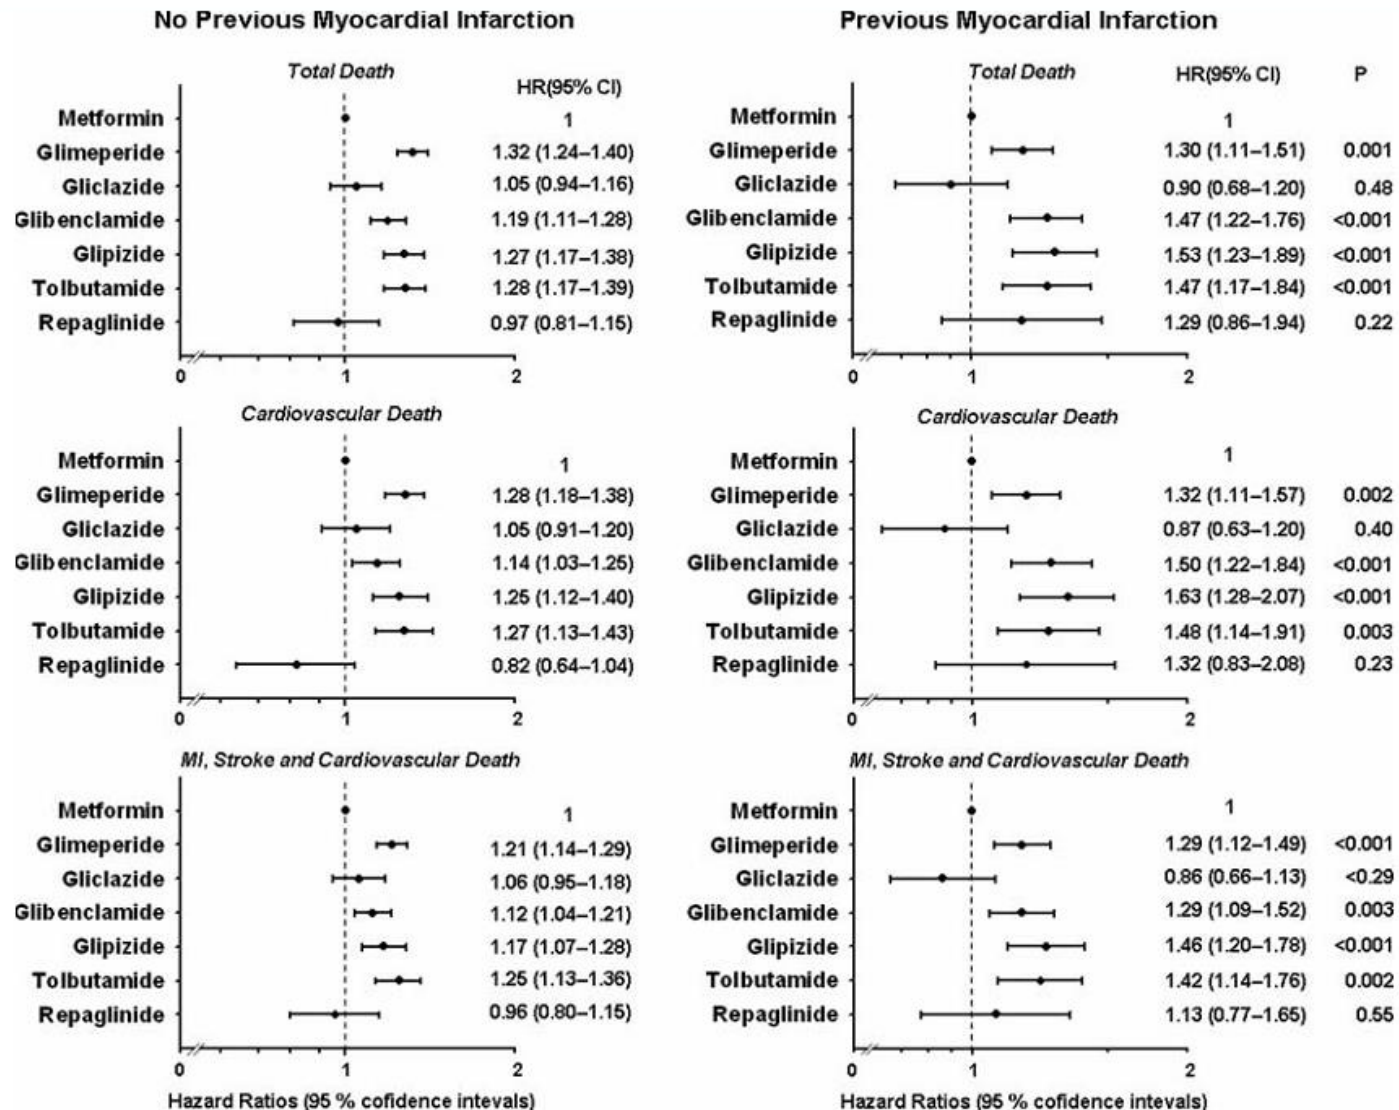 No Previous Myocardial Infarction
Total Death
HR(95% CI)
Metformin 1
Glimeperide 1.32 (1.24–1.40)
Gliclazide 1.05 (0.94–1.16)
Glibenclamide 1.19 (1.11–1.28)
Glipizide 1.27 (1.17–1.38)
Tolbutamide 1.28 (1.17–1.39)
Repaglinide 0.97 (0.81–1.15)
0 1 2
Cardiovascular Death
Metformin 1
Glimeperide 1.28 (1.18–1.38)
Gliclazide 1.05 (0.91–1.20)
Glibenclamide 1.14 (1.03–1.25)
Glipizide 1.25 (1.12–1.40)
Tolbutamide 1.27 (1.13–1.43)
Repaglinide 0.82 (0.64–1.04)
0 1 2
MI, Stroke and Cardiovascular Death
Metformin 1
Glimeperide 1.21 (1.14–1.29)
Gliclazide 1.06 (0.95–1.18)
Glibenclamide 1.12 (1.04–1.21)
Glipizide 1.17 (1.07–1.28)
Tolbutamide 1.25 (1.13–1.36)
Repaglinide 0.96 (0.80–1.15)
0 1 2
Hazard Ratios (95 % cofidence intevals)
Previous Myocardial Infarction
Total Death HR(95% CI) P
Metformin 1
Glimeperide 1.30 (1.11–1.51) 0.001
Gliclazide 0.90 (0.68–1.20) 0.48
Glibenclamide 1.47 (1.22–1.76) <0.001
Glipizide 1.53 (1.23–1.89) <0.001
Tolbutamide 1.47 (1.17–1.84) <0.001
Repaglinide 1.29 (0.86–1.94) 0.22
0 1 2
Cardiovascular Death
Metformin 1
Glimeperide 1.32 (1.11–1.57) 0.002
Gliclazide 0.87 (0.63–1.20) 0.40
Glibenclamide 1.50 (1.22–1.84) <0.001
Glipizide 1.63 (1.28–2.07) <0.001
Tolbutamide 1.48 (1.14–1.91) 0.003
Repaglinide 1.32 (0.83–2.08) 0.23
0 1 2
MI, Stroke and Cardiovascular Death
Metformin 1
Glimeperide 1.29 (1.12–1.49) <0.001
Gliclazide 0.86 (0.66–1.13) <0.29
Glibenclamide 1.29 (1.09–1.52) 0.003
Glipizide 1.46 (1.20–1.78) <0.001
Tolbutamide 1.42 (1.14–1.76) 0.002
Repaglinide 1.13 (0.77–1.65) 0.55
0 1 2
Hazard Ratios (95 % cofidence intevals)